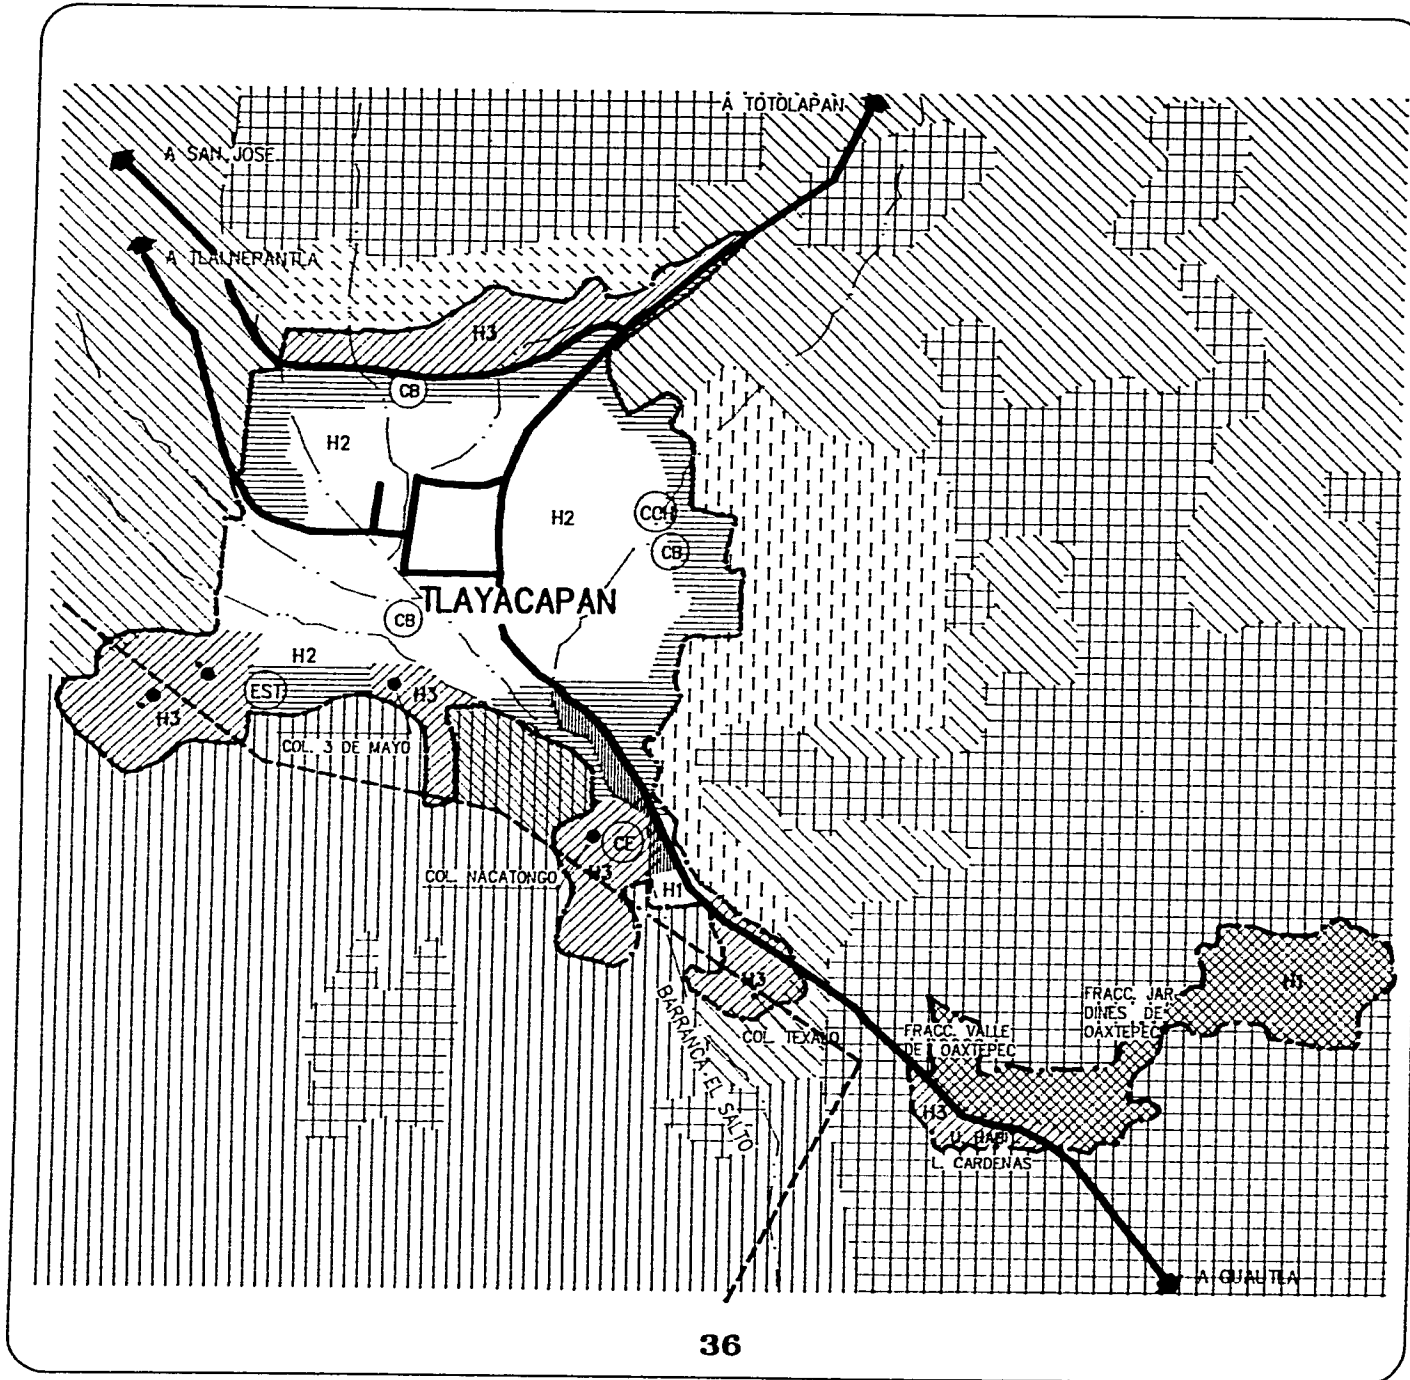 A TOTOLAPAN
A SAN JOSE
A TLALNEPANTLA
H3
CB
H2
H2
CCH
CB
TLAYACAPAN
CB
H2
EST
H3
H3
COL. 3 DE MAYO
CE
COL. NACATONGO
H3
H1
H3
H1
BARRANCA EL SALTO
COL. TEXALO
FRACC. JAR
DINES DE
OAXTEPEC
FRACC. VALLE
DE OAXTEPEC
H3
U. HAB
L. CARDENAS
A CUAUTLA
36